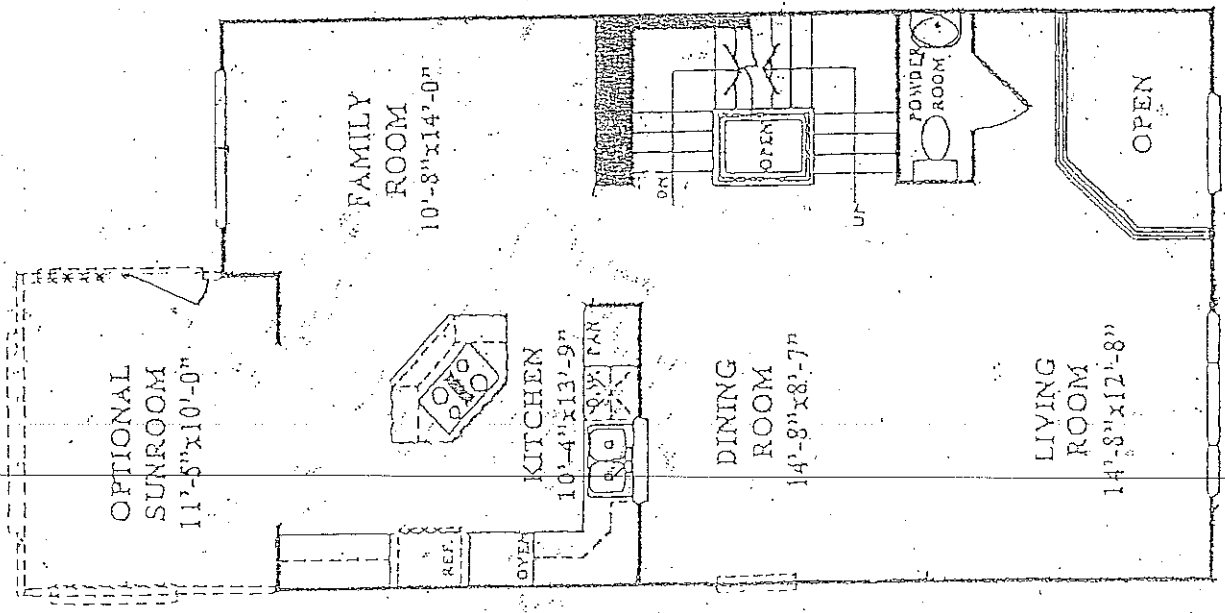 OPTIONAL
SUNROOM
11'-5"x10'-0"
FAMILY
ROOM
10'-8"x14'-0"
KITCHEN
10'-4"x13'-9"
REF.
OVEN
D.W.
PAN
DN
OPEN
UP
POWDER
ROOM
DINING
ROOM
14'-8"x8'-7"
LIVING
ROOM
14'-8"x12'-8"
OPEN